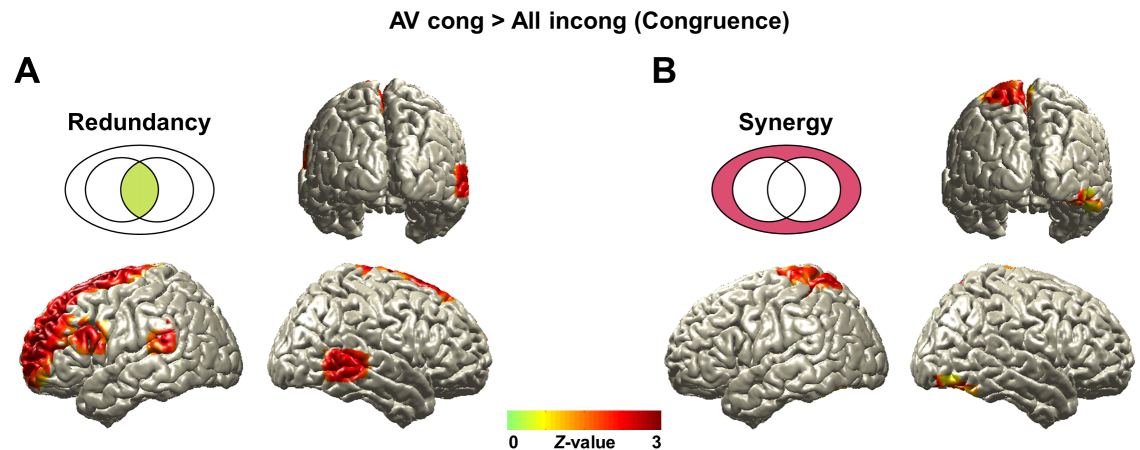 AV cong > All incong (Congruence)
A
B
Redundancy
Synergy
0 Z-value 3